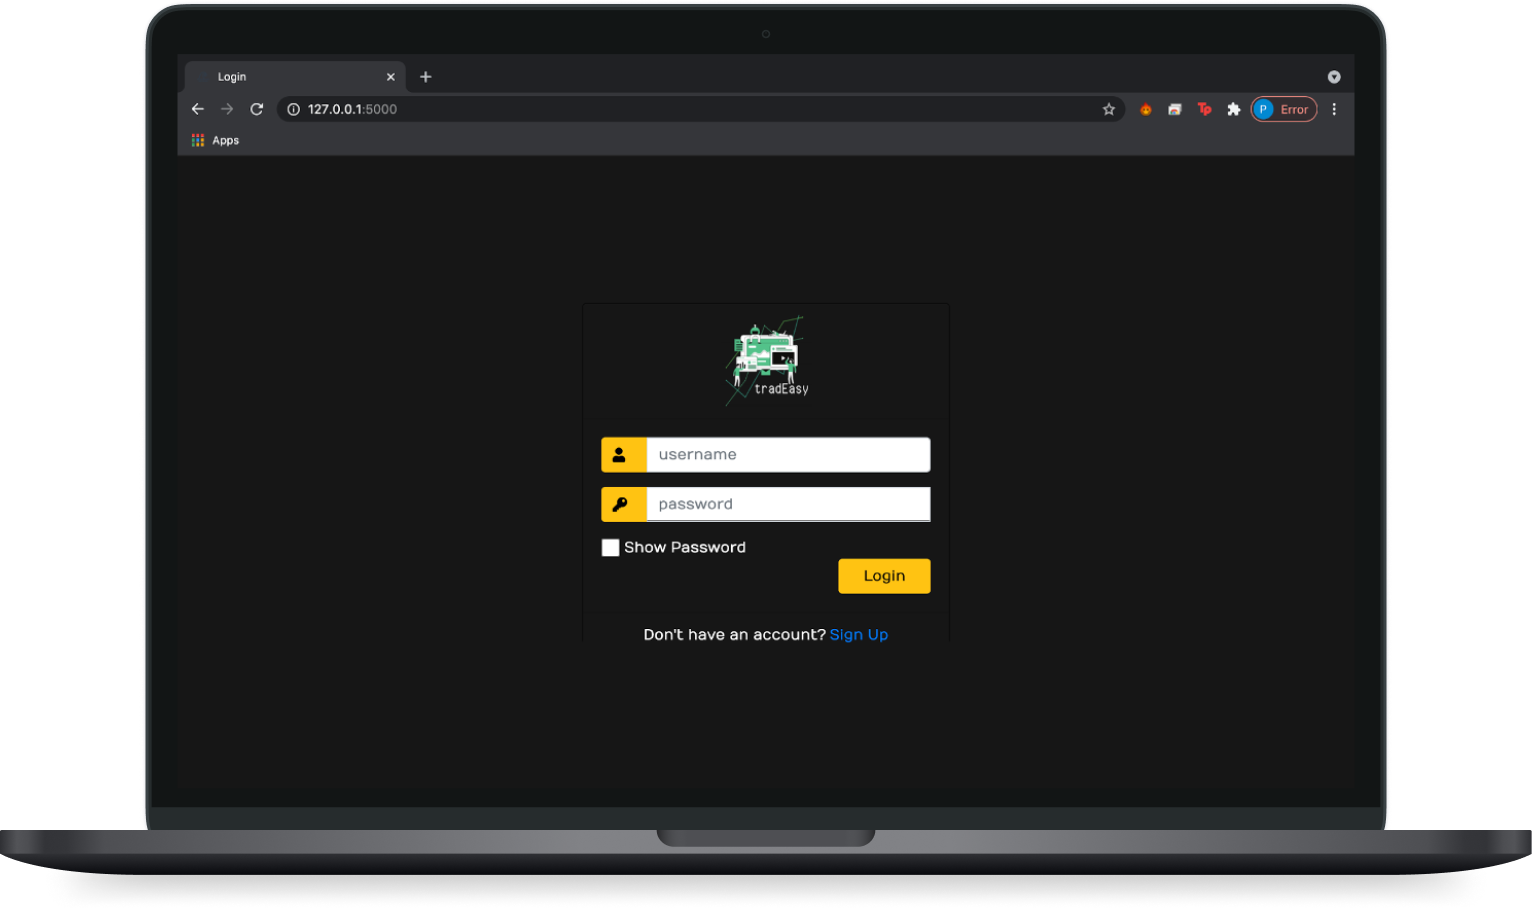 Login
127.0.0.1:5000
P Error
Apps
tradEasy
username
password
Show Password
Login
Don't have an account? Sign Up